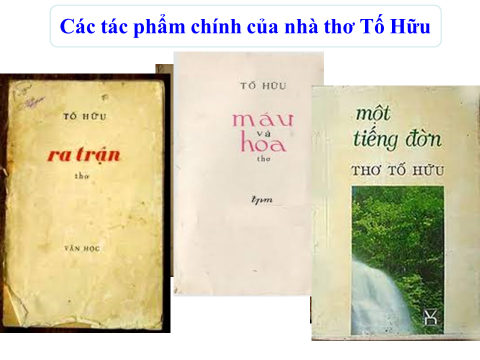 Các tác phẩm chính của nhà thơ Tố Hữu
TỐ HỮU
ra trận
thơ
VĂN HỌC
TỐ HỮU
máu
và
hoa
thơ
tpm
một
tiếng đờn
THƠ TỐ HỮU